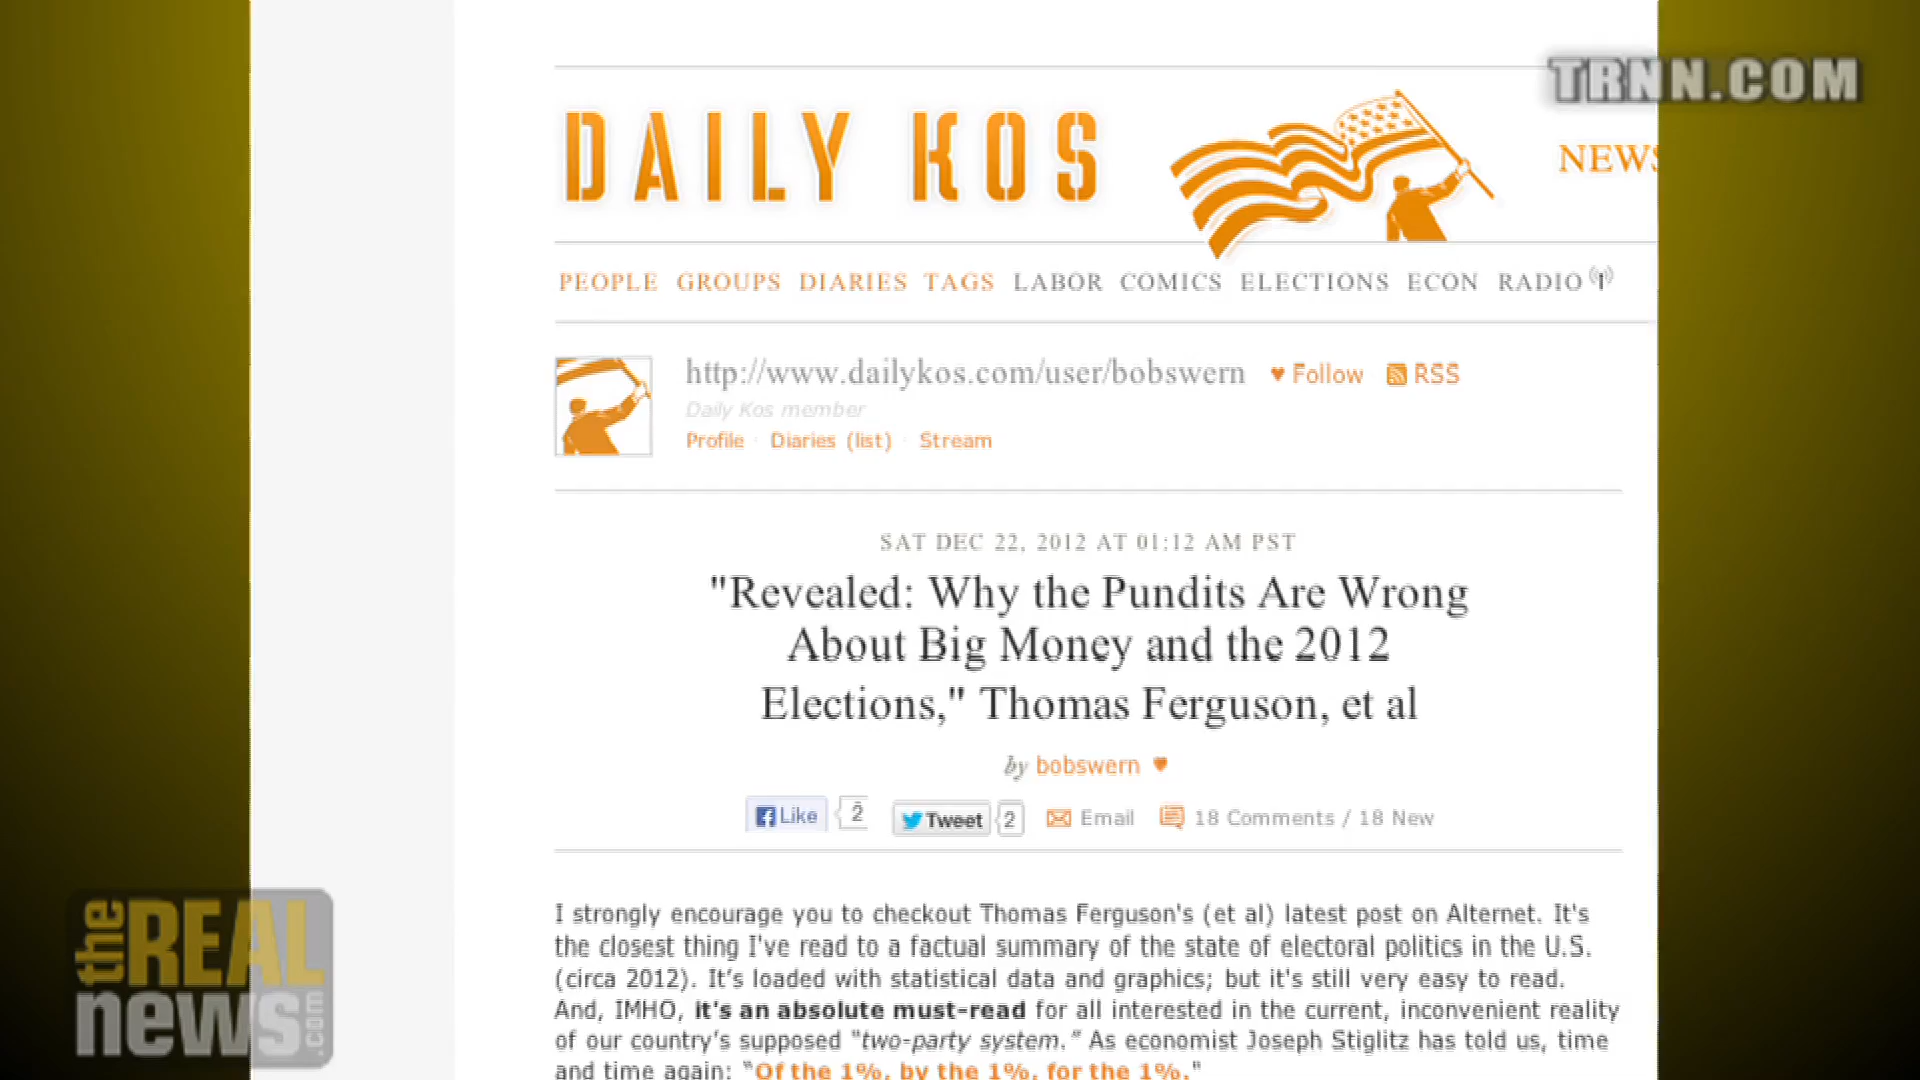 TRNN.COM
DAILY KOS
NEWS
PEOPLE GROUPS DIARIES TAGS LABOR COMICS ELECTIONS ECON RADIO
http://www.dailykos.com/user/bobswern Follow RSS
Daily Kos member
Profile · Diaries (list) · Stream
SAT DEC 22, 2012 AT 01:12 AM PST
"Revealed: Why the Pundits Are Wrong
About Big Money and the 2012
Elections," Thomas Ferguson, et al
by bobswern
Like 2 Tweet 2 Email 18 Comments / 18 New
I strongly encourage you to checkout Thomas Ferguson's (et al) latest post on Alternet. It's
the closest thing I've read to a factual summary of the state of electoral politics in the U.S.
(circa 2012). It's loaded with statistical data and graphics; but it's still very easy to read.
And, IMHO, it's an absolute must-read for all interested in the current, inconvenient reality
of our country's supposed "two-party system." As economist Joseph Stiglitz has told us, time
and time again: "Of the 1%, by the 1%, for the 1%."
the REAL
news.com